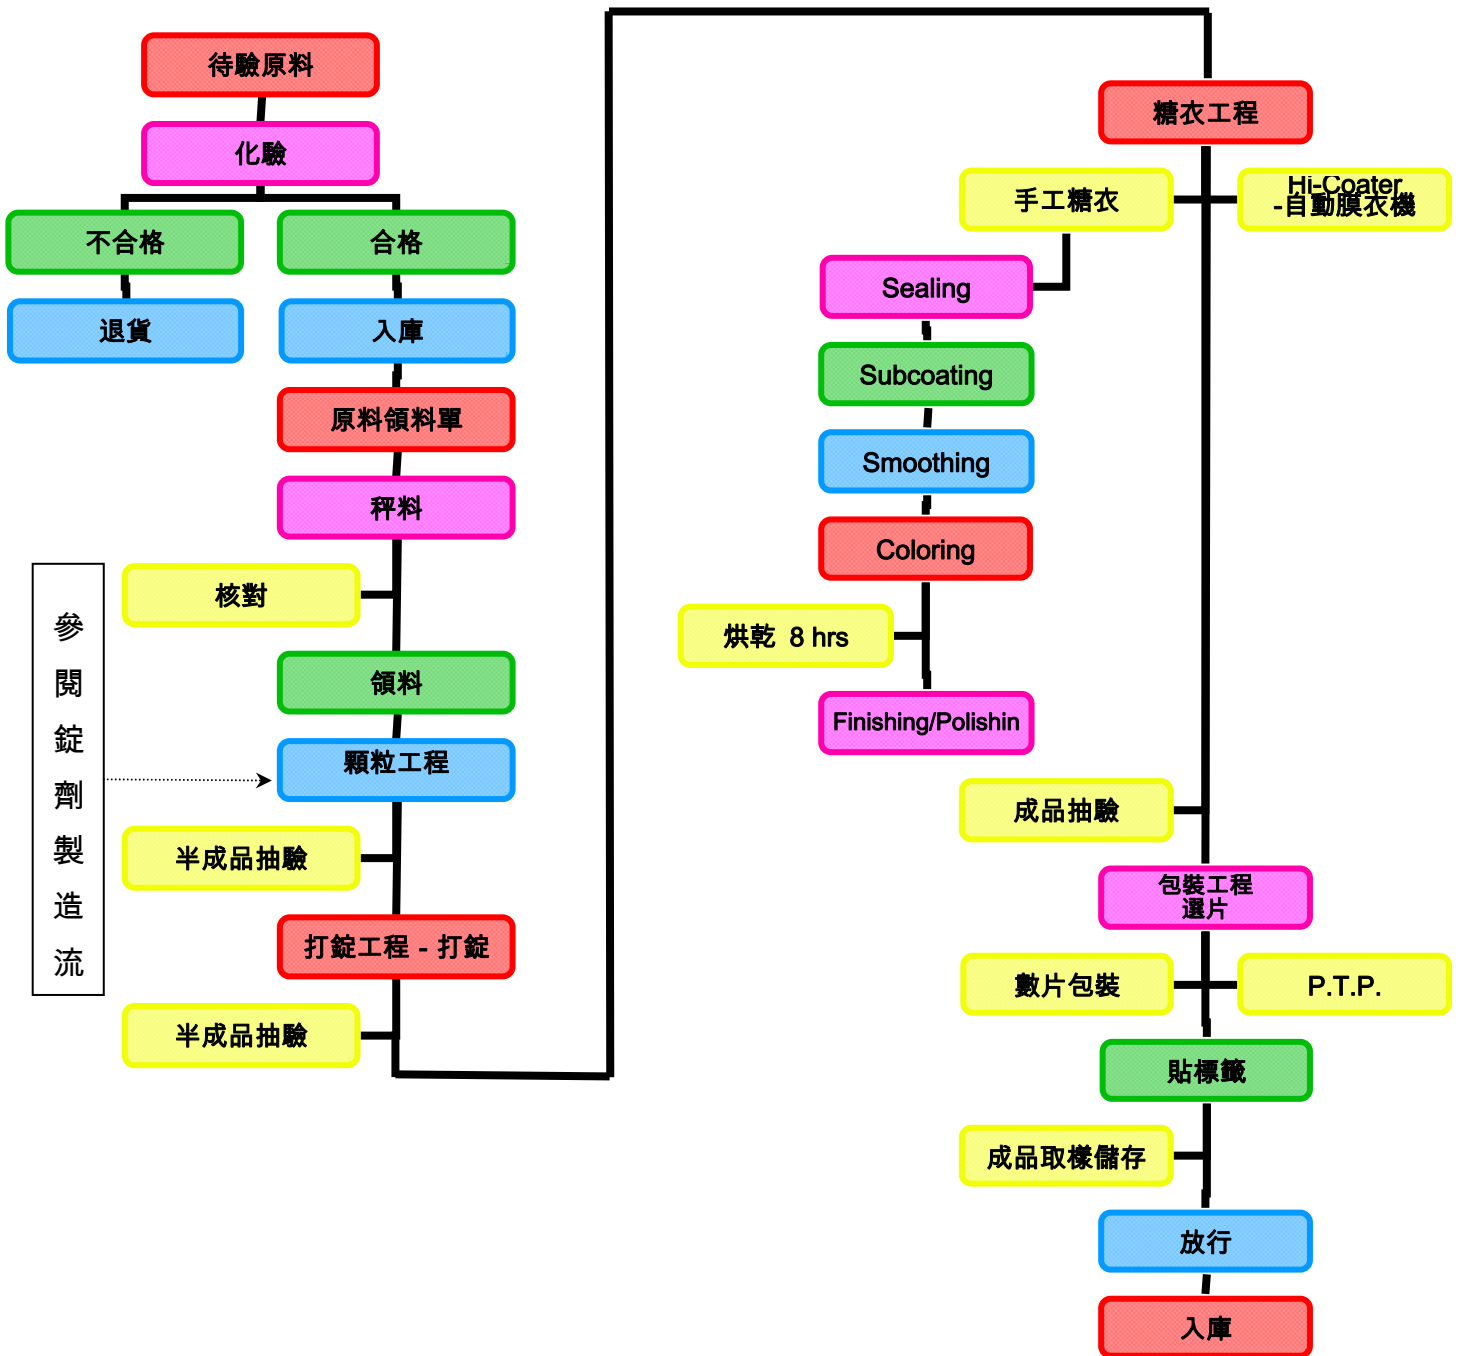 待驗原料
化驗
不合格
合格
退貨
入庫
原料領料單
秤料
核對
領料
顆粒工程
半成品抽驗
打錠工程 - 打錠
半成品抽驗
參
閱
錠
劑
製
造
流
糖衣工程
手工糖衣
Hi-Coater
-自動膜衣機
Sealing
Subcoating
Smoothing
Coloring
烘乾 8 hrs
Finishing/Polishin
成品抽驗
包裝工程
選片
數片包裝
P.T.P.
貼標籤
成品取樣儲存
放行
入庫